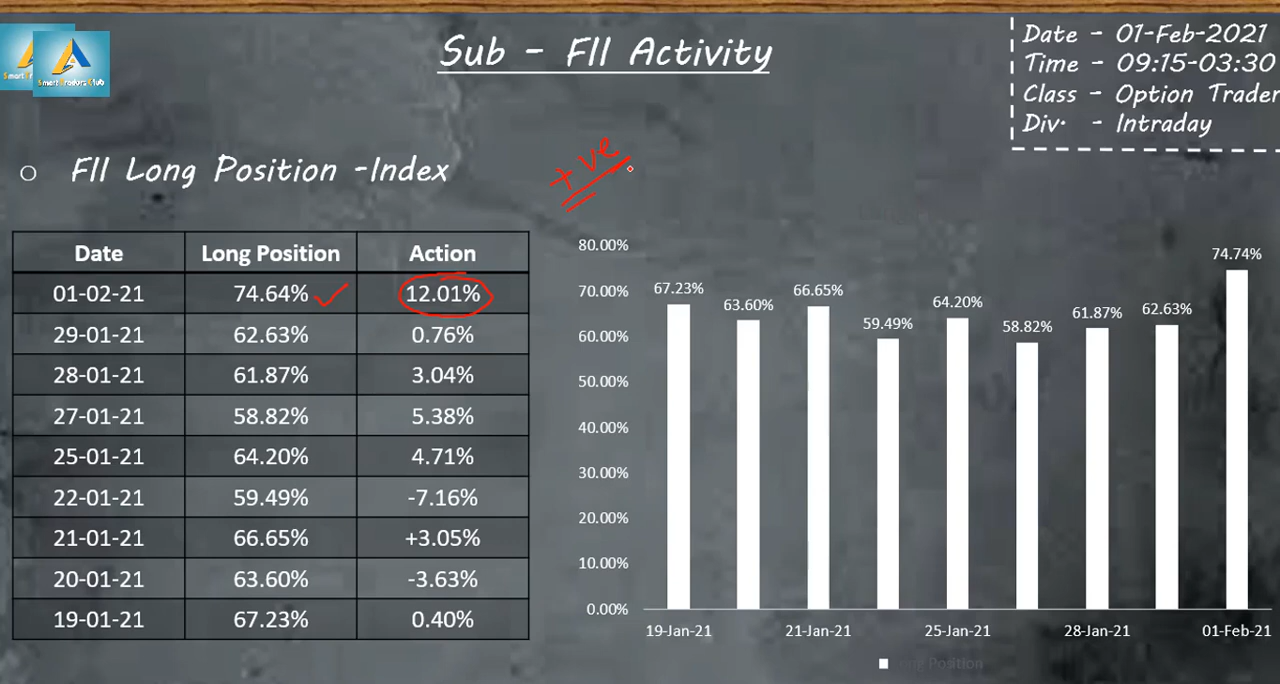 Smart Traders Club
Sub - FII Activity
Date - 01-Feb-2021
Time - 09:15-03:30
Class - Option Trader
Div. - Intraday
FII Long Position -Index
+ve
Date Long Position Action
01-02-21 74.64% 12.01%
29-01-21 62.63% 0.76%
28-01-21 61.87% 3.04%
27-01-21 58.82% 5.38%
25-01-21 64.20% 4.71%
22-01-21 59.49% -7.16%
21-01-21 66.65% +3.05%
20-01-21 63.60% -3.63%
19-01-21 67.23% 0.40%
80.00%
70.00%
60.00%
50.00%
40.00%
30.00%
20.00%
10.00%
0.00%
67.23% 63.60% 66.65% 59.49% 64.20% 58.82% 61.87% 62.63% 74.74%
19-Jan-21 21-Jan-21 25-Jan-21 28-Jan-21 01-Feb-21
Long Position